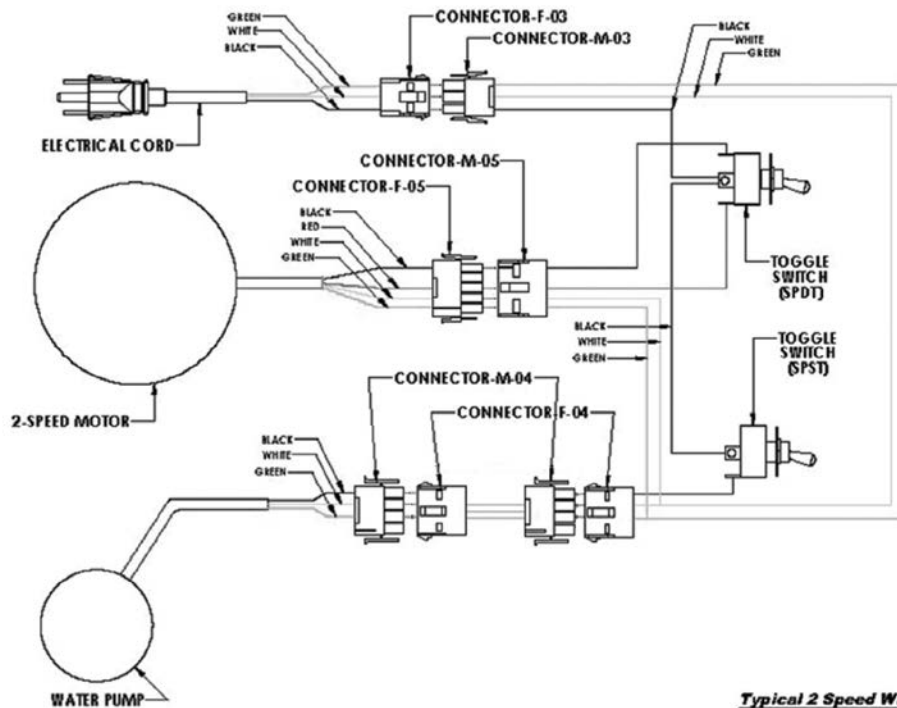 GREEN
WHITE
BLACK
CONNECTOR-F-03
CONNECTOR-M-03
BLACK
WHITE
GREEN
ELECTRICAL CORD
CONNECTOR-M-05
CONNECTOR-F-05
BLACK
RED
WHITE
GREEN
TOGGLE
SWITCH
(SPDT)
BLACK
WHITE
GREEN
TOGGLE
SWITCH
(SPST)
2-SPEED MOTOR
CONNECTOR-M-04
CONNECTOR-F-04
BLACK
WHITE
GREEN
WATER PUMP
Typical 2 Speed W